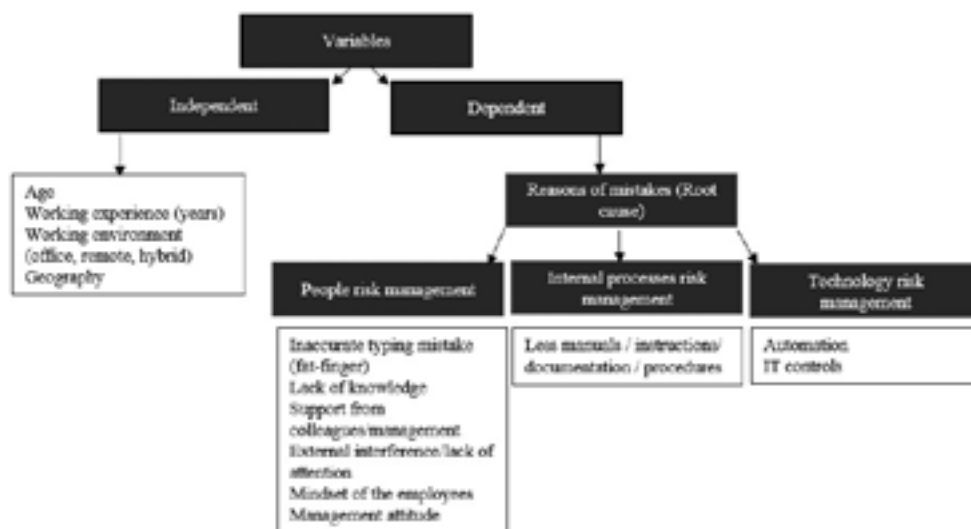 Variables
Independent
Dependent
Age
Working experience (years)
Working environment
(office, remote, hybrid)
Geography
Reasons of mistakes (Root
cause)
People risk management
Internal processes risk
management
Technology risk
management
Inaccurate typing mistake
(fat-finger)
Lack of knowledge
Support from
colleagues/management
External interference/lack of
attention
Mindset of the employees
Management attitude
Less manuals / instructions/
documentation / procedures
Automation
IT controls